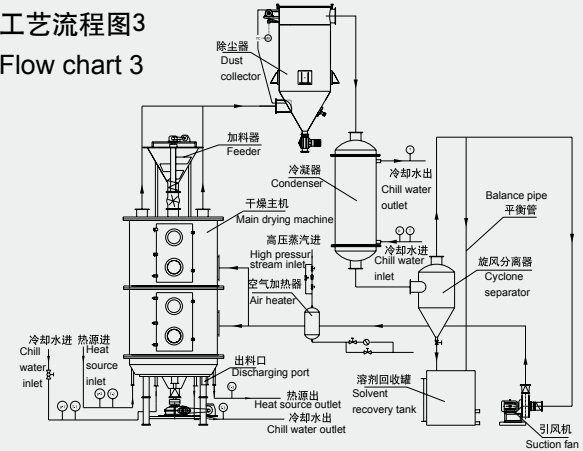 工艺流程图3
Flow chart 3
除尘器
Dust
collector
加料器
Feeder
冷凝器
Condenser
冷却水出
Chill water
outlet
干燥主机
Main drying machine
高压蒸汽进
High pressur
stream inlet
冷却水进
Chill water
inlet
Balance pipe
平衡管
旋风分离器
Cyclone
separator
空气加热器
Air heater
冷却水进
Chill
water
inlet
热源进
Heat
source
inlet
出料口
Discharging port
热源出
Heat source outlet
冷却水出
Chill water outlet
溶剂回收罐
Solvent
recovery tank
引风机
Suction fan